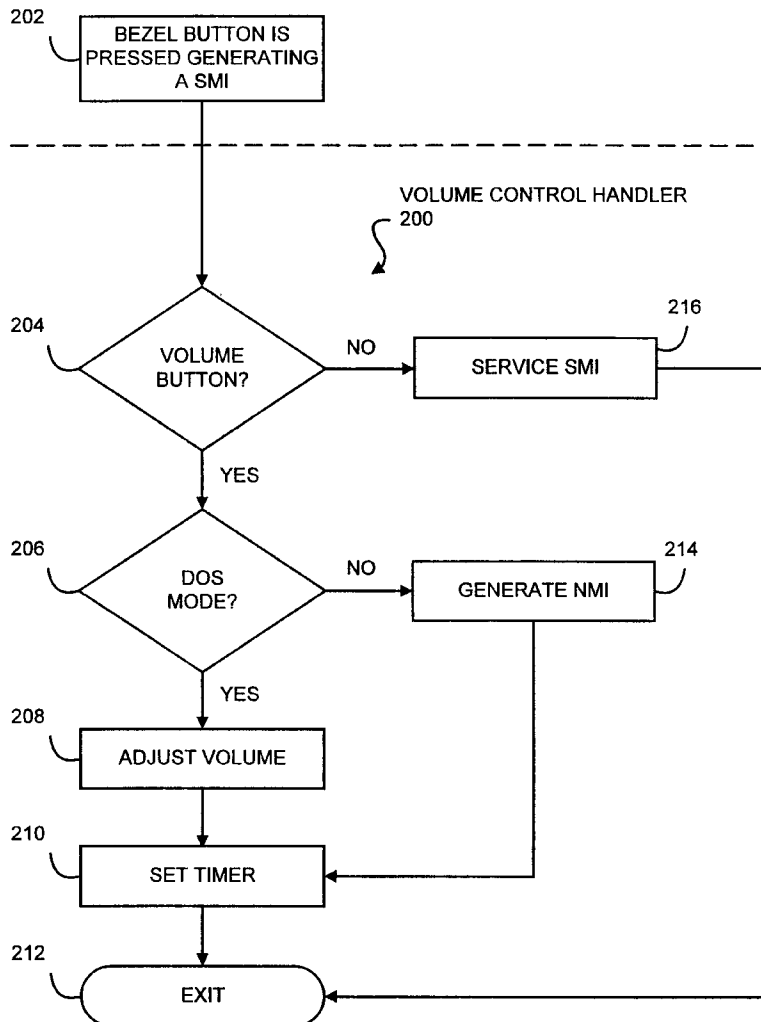 202
BEZEL BUTTON IS
PRESSED GENERATING
A SMI
VOLUME CONTROL HANDLER
200
204
VOLUME
BUTTON?
NO
216
SERVICE SMI
YES
206
DOS
MODE?
NO
214
GENERATE NMI
YES
208
ADJUST VOLUME
210
SET TIMER
212
EXIT